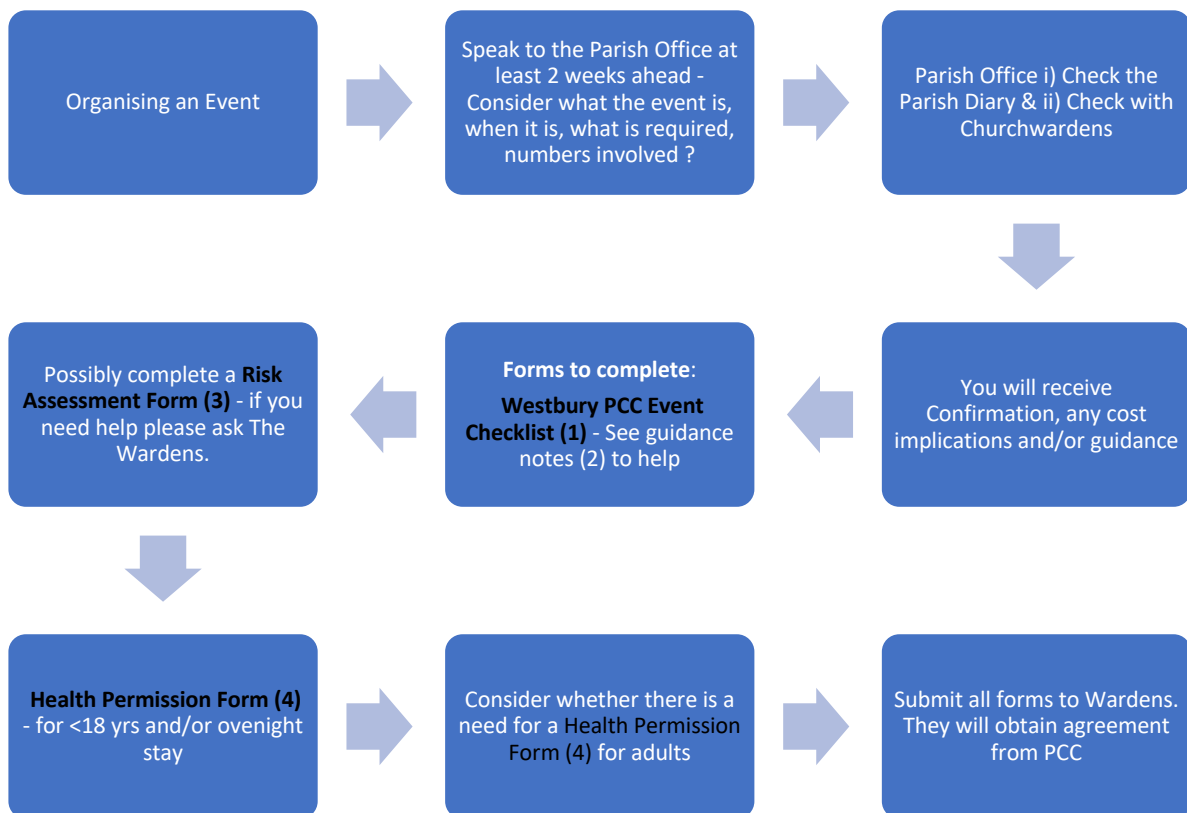 Organising an Event
Speak to the Parish Office at
least 2 weeks ahead -
Consider what the event is,
when it is, what is required,
numbers involved ?
Parish Office i) Check the
Parish Diary & ii) Check with
Churchwardens
You will receive
Confirmation, any cost
implications and/or guidance
Forms to complete:
Westbury PCC Event
Checklist (1) - See guidance
notes (2) to help
Possibly complete a Risk
Assessment Form (3) - if you
need help please ask The
Wardens.
Health Permission Form (4)
- for <18 yrs and/or ovenight
stay
Consider whether there is a
need for a Health Permission
Form (4) for adults
Submit all forms to Wardens.
They will obtain agreement
from PCC